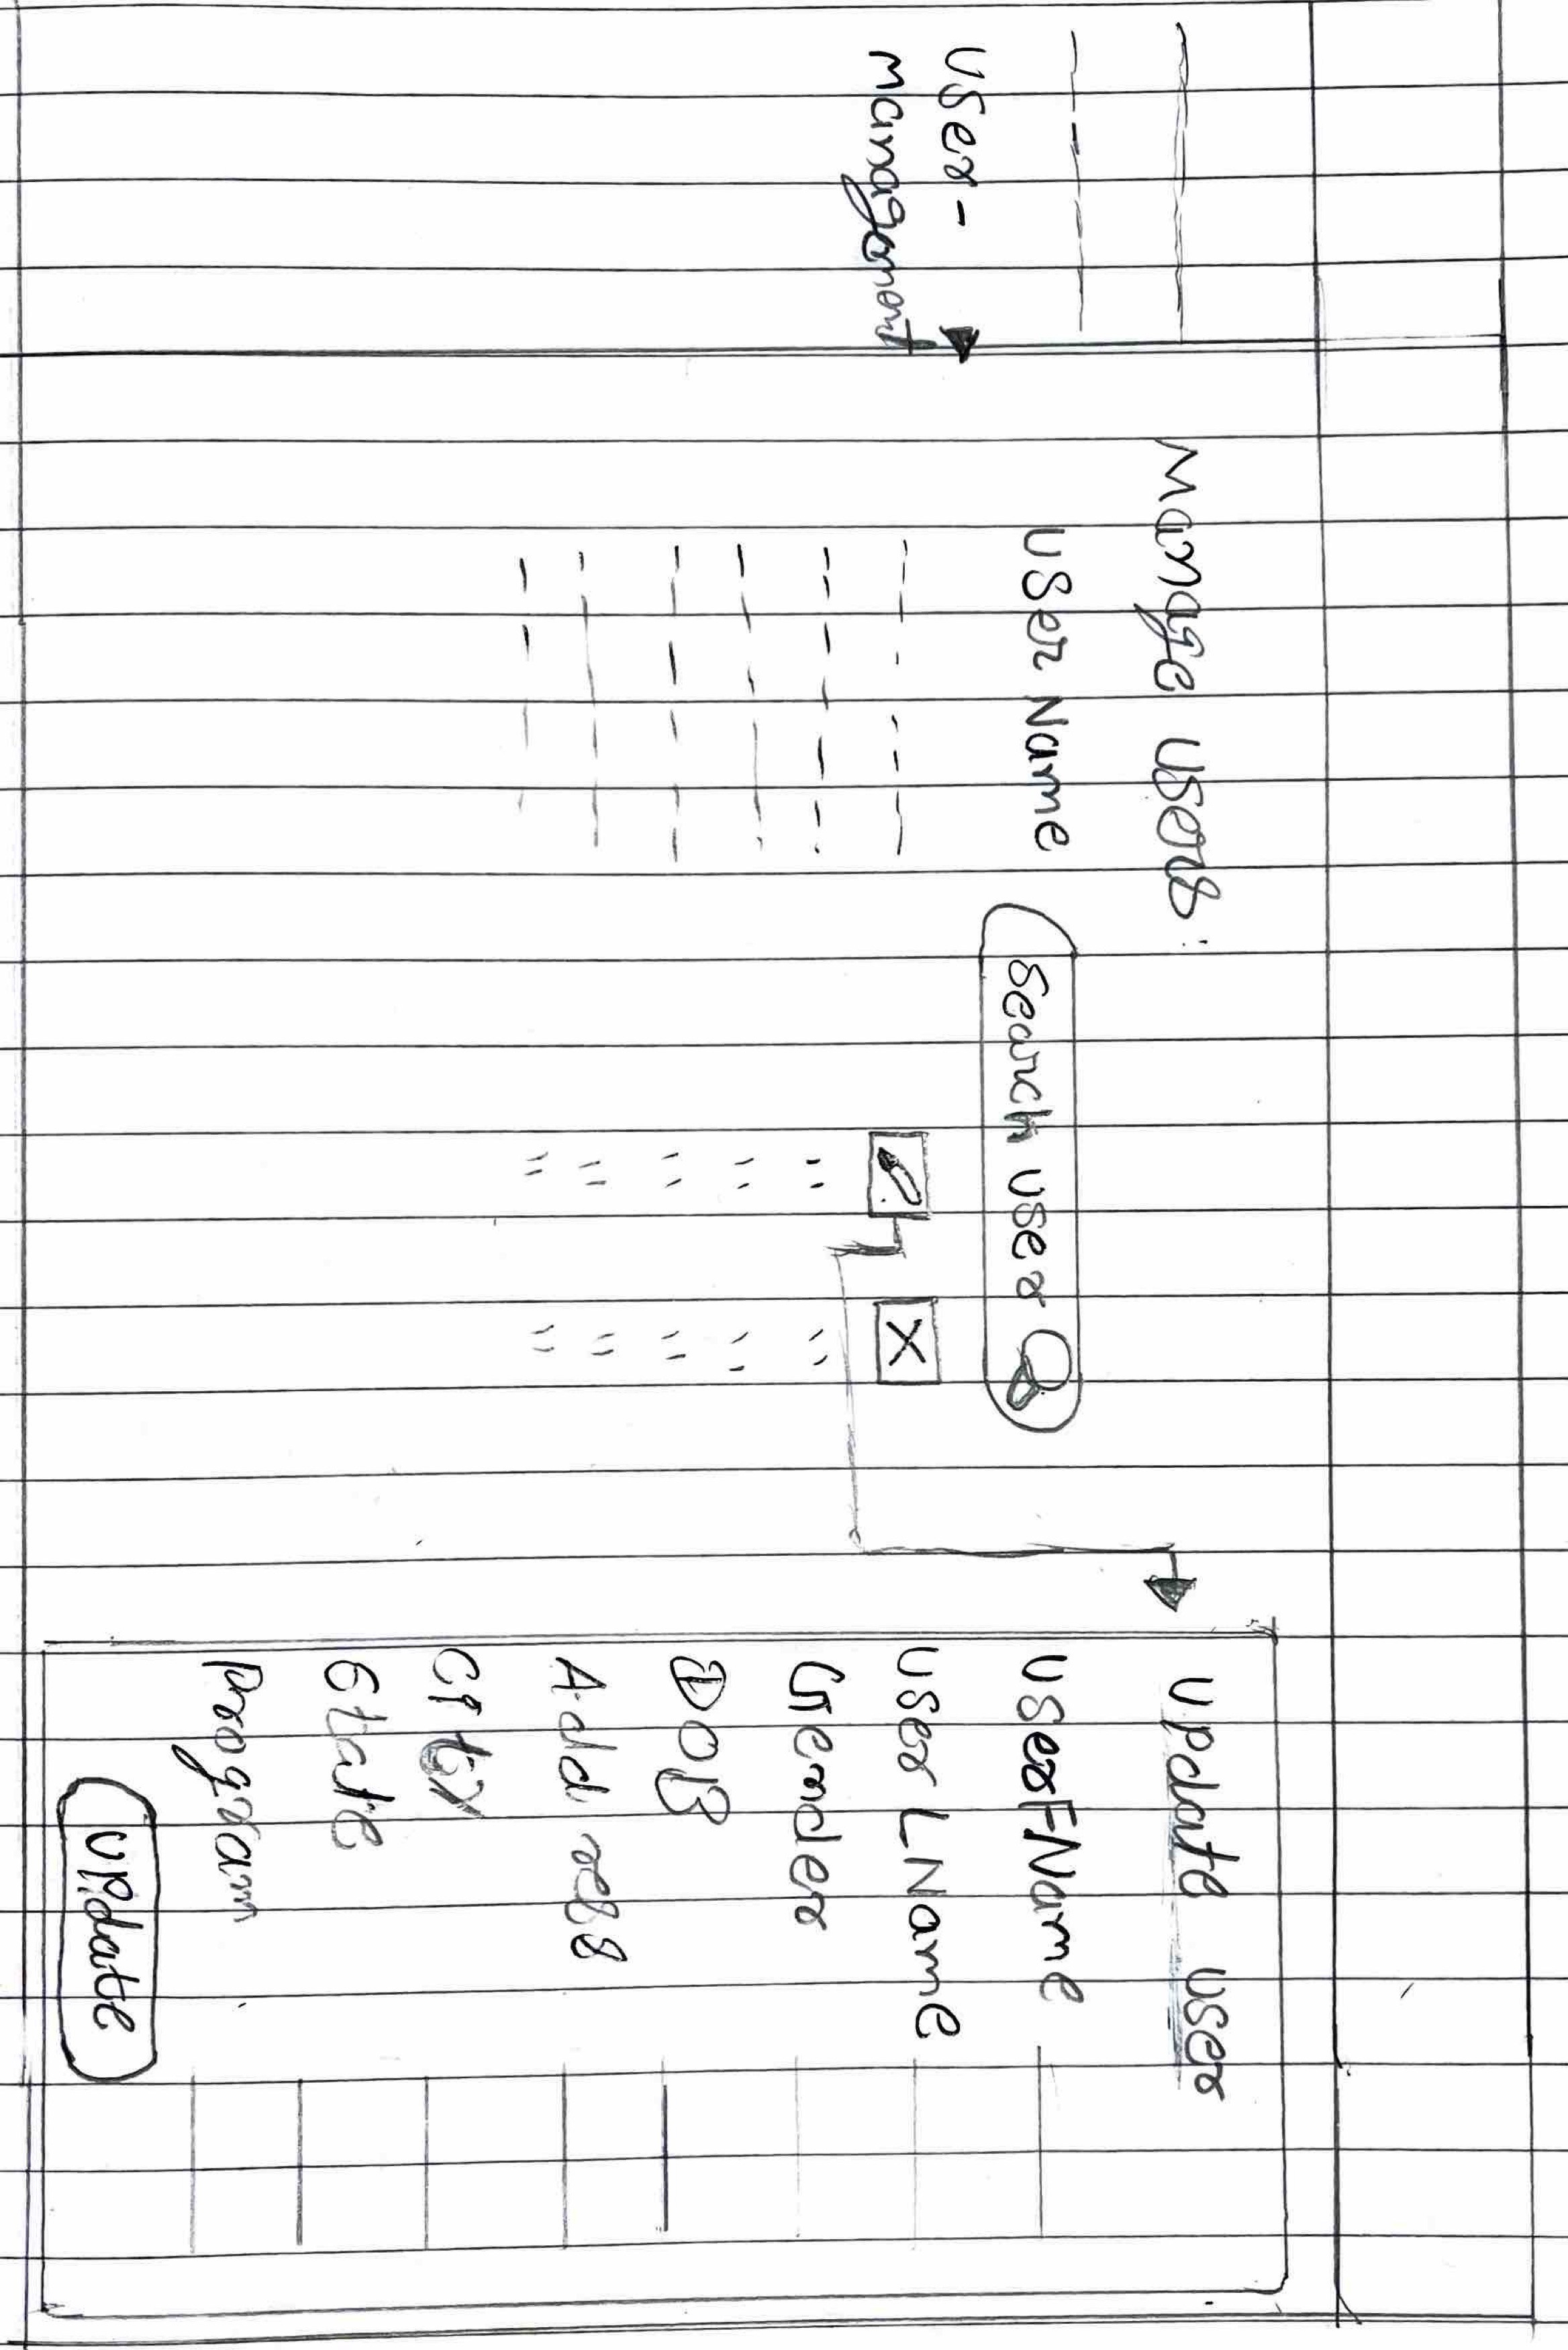 User-
management
Manage Users:
User Name
Search user
Update user
UserFName
User LName
Gender
DOB
Address
City
State
Program
Update